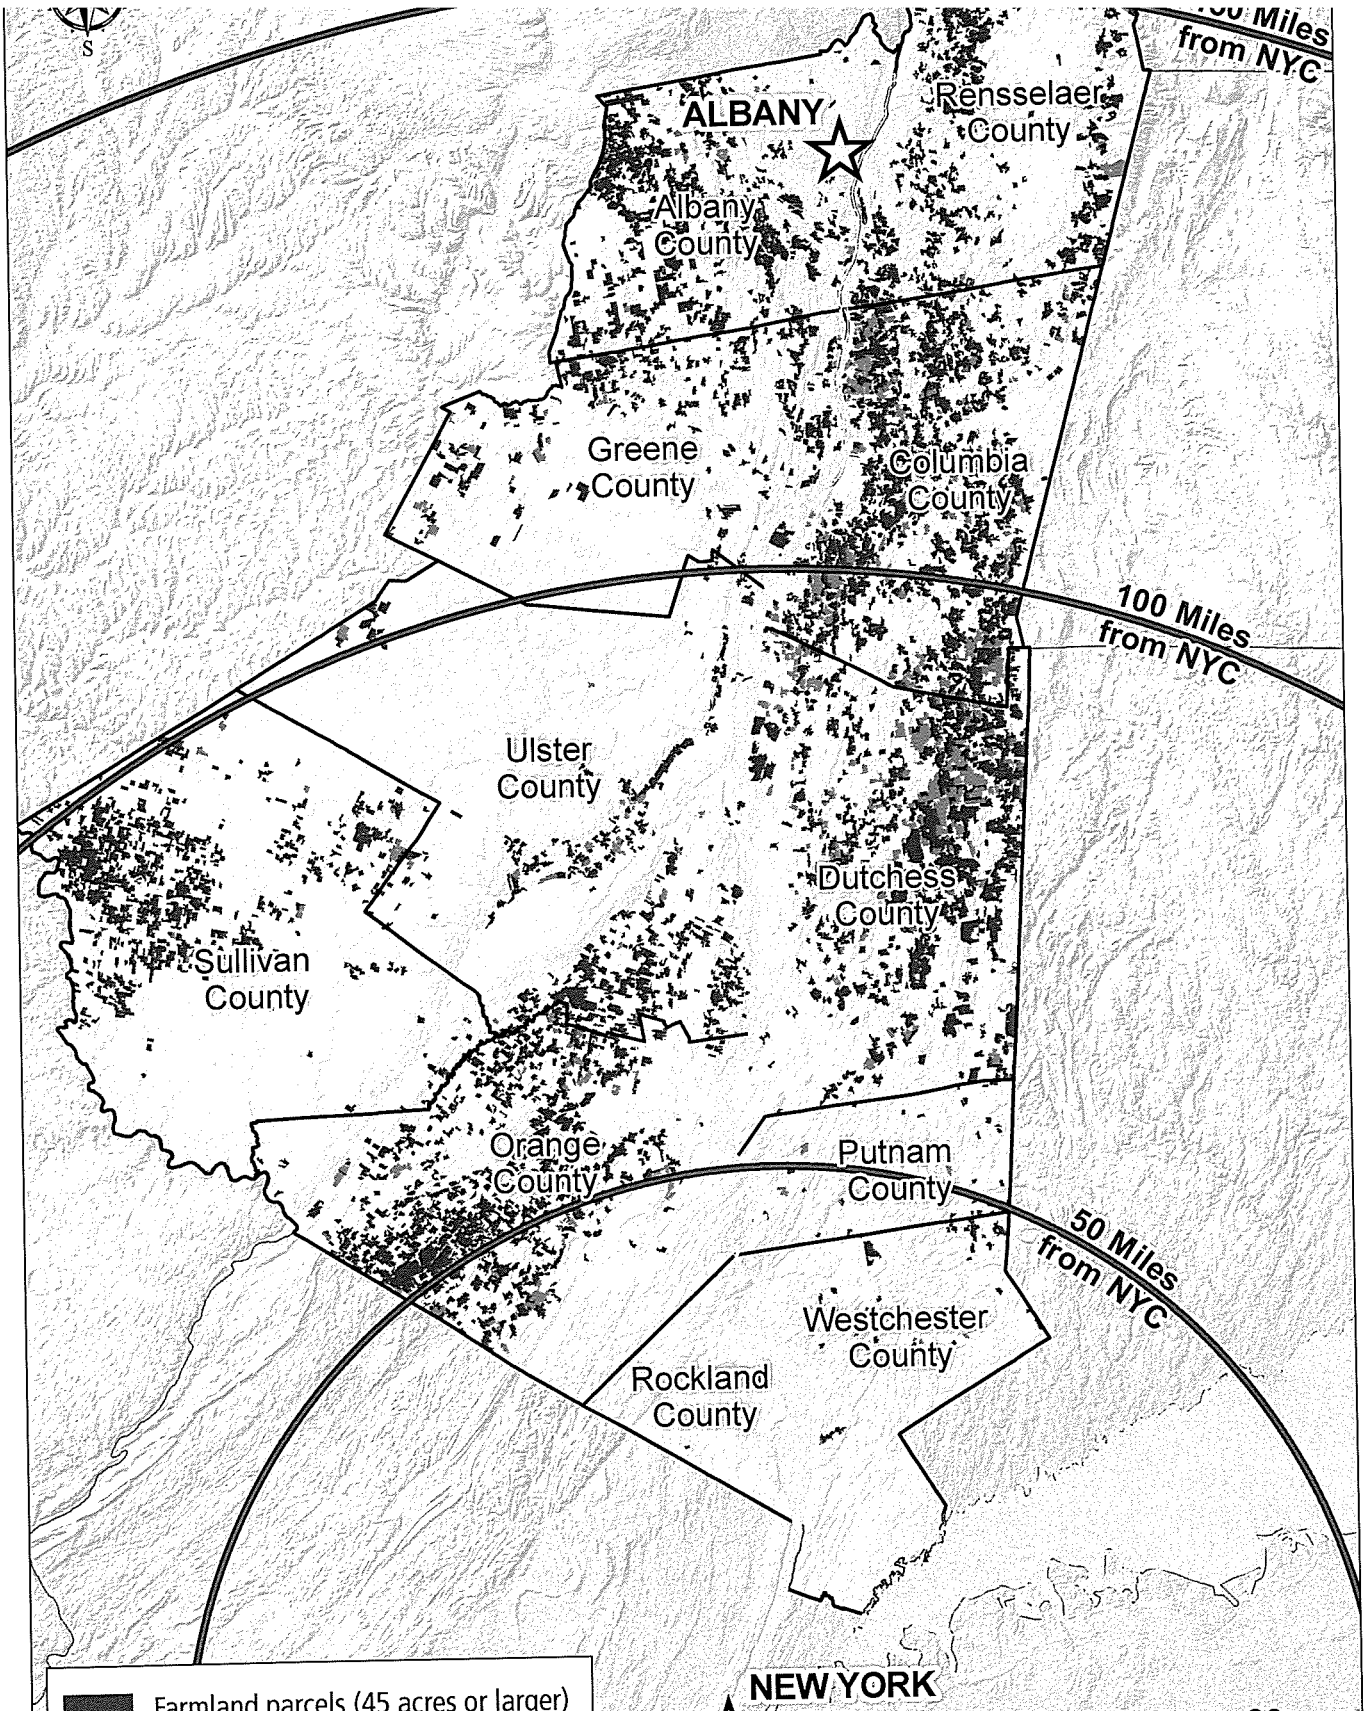 S
Miles
from NYC
ALBANY
Rensselaer
County
Albany
County
Greene
County
Columbia
County
100 Miles
from NYC
Ulster
County
Dutchess
County
Sullivan
County
Orange
County
Putnam
County
50 Miles
from NYC
Westchester
County
Rockland
County
NEW YORK
Farmland parcels (45 acres or larger)